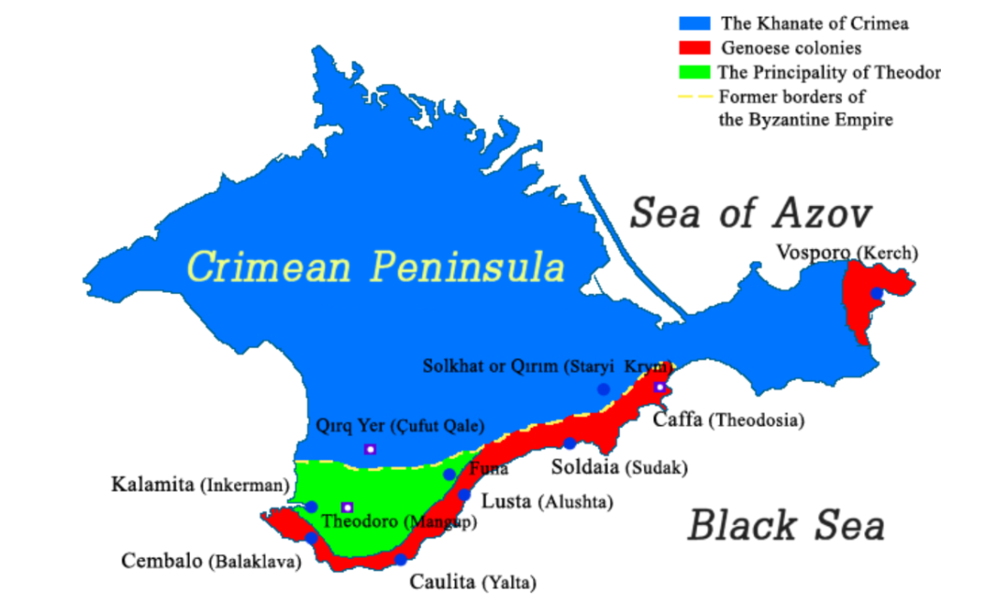 The Khanate of Crimea
Genoese colonies
The Principality of Theodor
Former borders of
the Byzantine Empire
Sea of Azov
Vosporo (Kerch)
Crimean Peninsula
Solkhat or Qırım (Staryi Krym)
Caffa (Theodosia)
Qırq Yer (Çufut Qale)
Soldaia (Sudak)
Funa
Kalamita (Inkerman)
Lusta (Alushta)
Theodoro (Mangup)
Black Sea
Cembalo (Balaklava)
Caulita (Yalta)